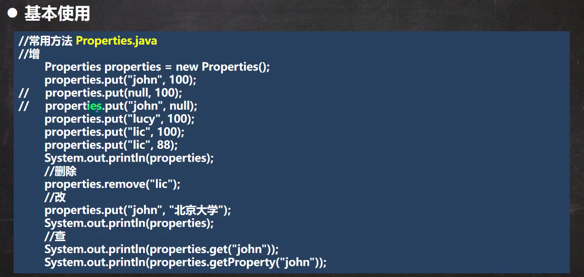 ● 基本使用
//常用方法 Properties.java
//增
Properties properties = new Properties();
properties.put("john", 100);
// properties.put(null, 100);
// properties.put("john", null);
properties.put("lucy", 100);
properties.put("lic", 100);
properties.put("lic", 88);
System.out.println(properties);
//删除
properties.remove("lic");
//改
properties.put("john", "北京大学");
System.out.println(properties);
//查
System.out.println(properties.get("john"));
System.out.println(properties.getProperty("john"));